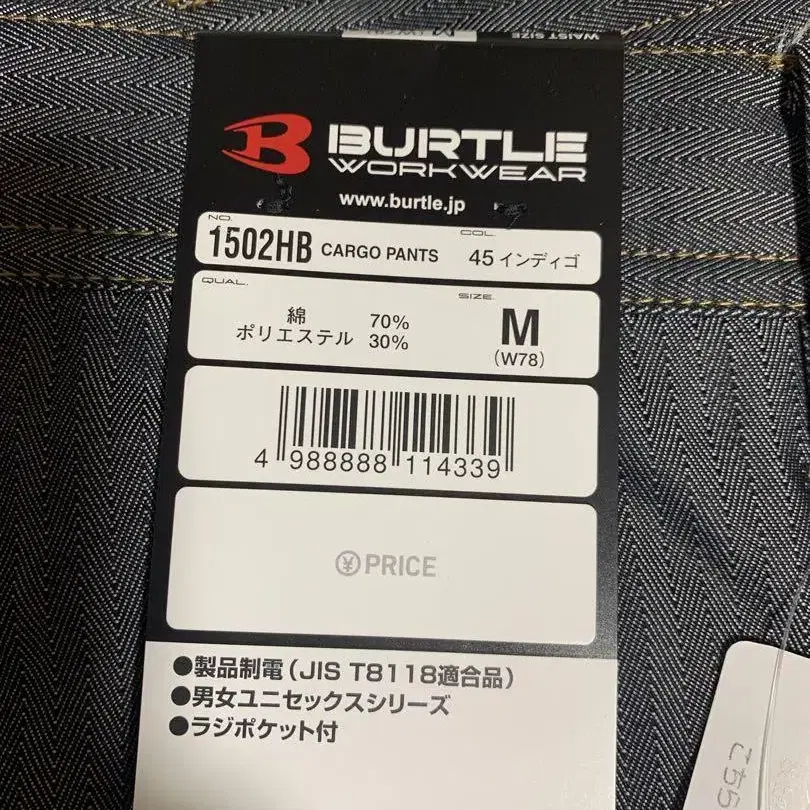 WAIST SIZE
BURTLE
WORKWEAR
www.burtle.jp
NO.
1502HB CARGO PANTS
COL.
45 インディゴ
QUAL.
綿 70%
ポリエステル 30%
SIZE
M
(W78)
4 988888 114339
¥ PRICE
●製品制電(JIS T8118適合品)
●男女ユニセックスシリーズ
●ラジポケット付